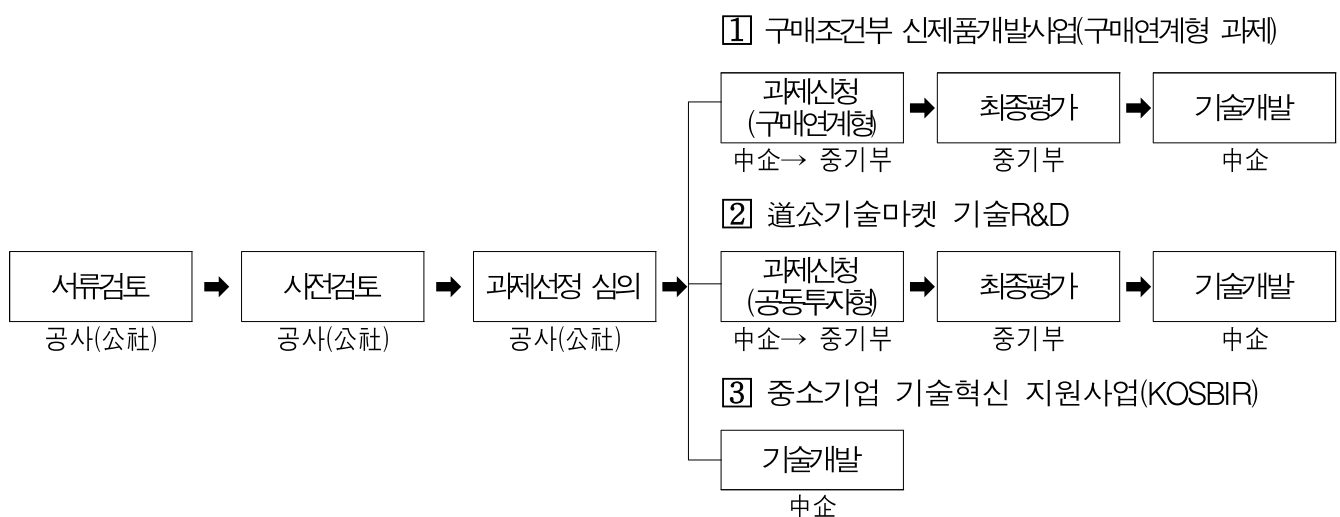 1 구매조건부 신제품개발사업(구매연계형 과제)
과제신청
(구매연계형)
최종평가
기술개발
中企→ 중기부
중기부
中企
2 道公기술마켓 기술R&D
서류검토
사전검토
과제선정 심의
과제신청
(공동투자형)
최종평가
기술개발
공사(公社)
공사(公社)
공사(公社)
中企→ 중기부
중기부
中企
3 중소기업 기술혁신 지원사업(KOSBIR)
기술개발
中企